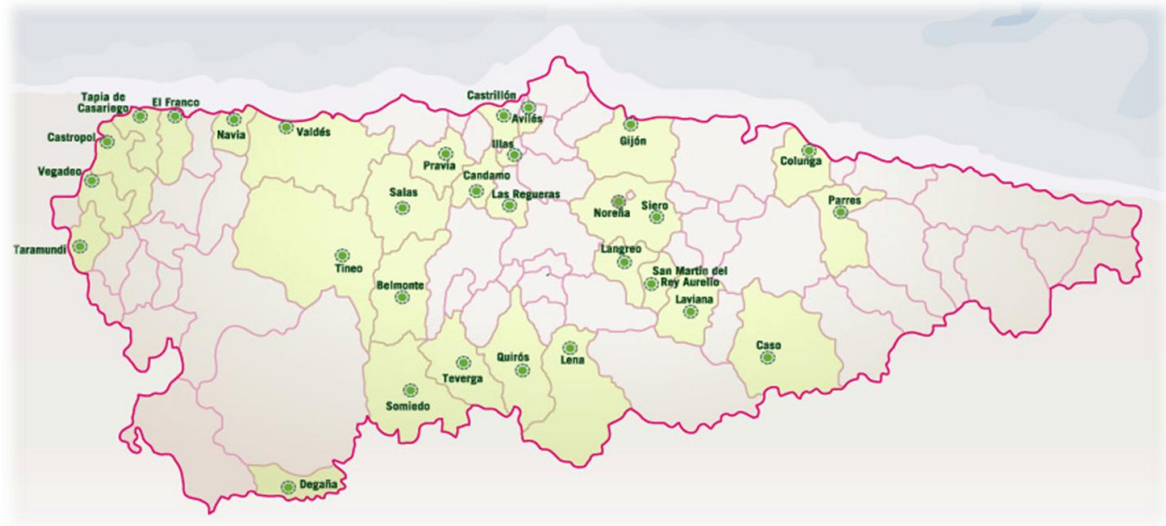 Tapia de
Casariego
El Franco
Castropol
Navia
Valdés
Castrillón
Avilés
Illas
Gijón
Colunga
Vegadeo
Pravia
Candamo
Las Regueras
Salas
Noreña
Siero
Parres
Taramundi
Tineo
Langreo
San Martín del
Rey Aurelio
Laviana
Belmonte
Caso
Teverga
Quirós
Lena
Somiedo
Degaña